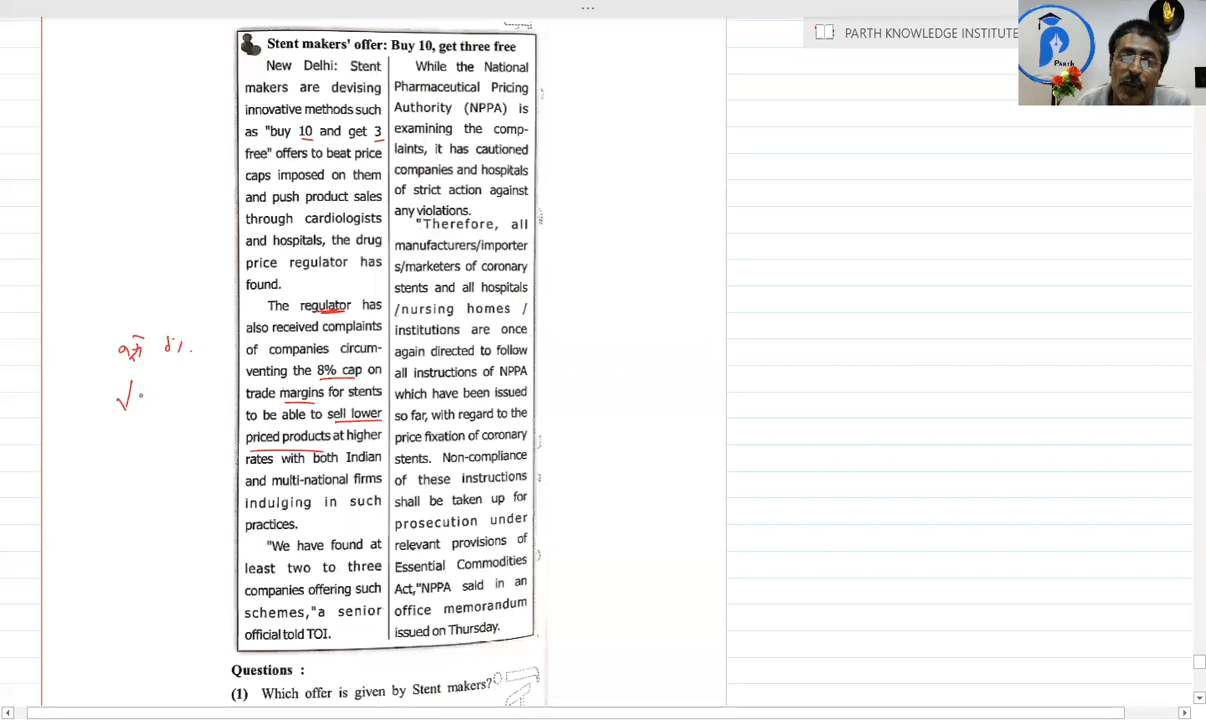 PARTH KNOWLEDGE INSTITUTE
Parth
Stent makers' offer: Buy 10, get three free
New Delhi: Stent
makers are devising
innovative methods such
as "buy 10 and get 3
free" offers to beat price
caps imposed on them
and push product sales
through cardiologists
and hospitals, the drug
price regulator has
found.
The regulator has
also received complaints
of companies circum-
venting the 8% cap on
trade margins for stents
to be able to sell lower
priced products at higher
rates with both Indian
and multi-national firms
indulging in such
practices.
"We have found at
least two to three
companies offering such
schemes,"a senior
official told TOI.
While the National
Pharmaceutical Pricing
Authority (NPPA) is
examining the comp-
laints, it has cautioned
companies and hospitals
of strict action against
any violations.
"Therefore, all
manufacturers/importer
s/marketers of coronary
stents and all hospitals
/nursing homes /
institutions are once
again directed to follow
all instructions of NPPA
which have been issued
so far, with regard to the
price fixation of coronary
stents. Non-compliance
of these instructions
shall be taken up for
prosecution under
relevant provisions of
Essential Commodities
Act,"NPPA said in an
office memorandum
issued on Thursday.
8%.
Questions :
(1) Which offer is given by Stent makers?